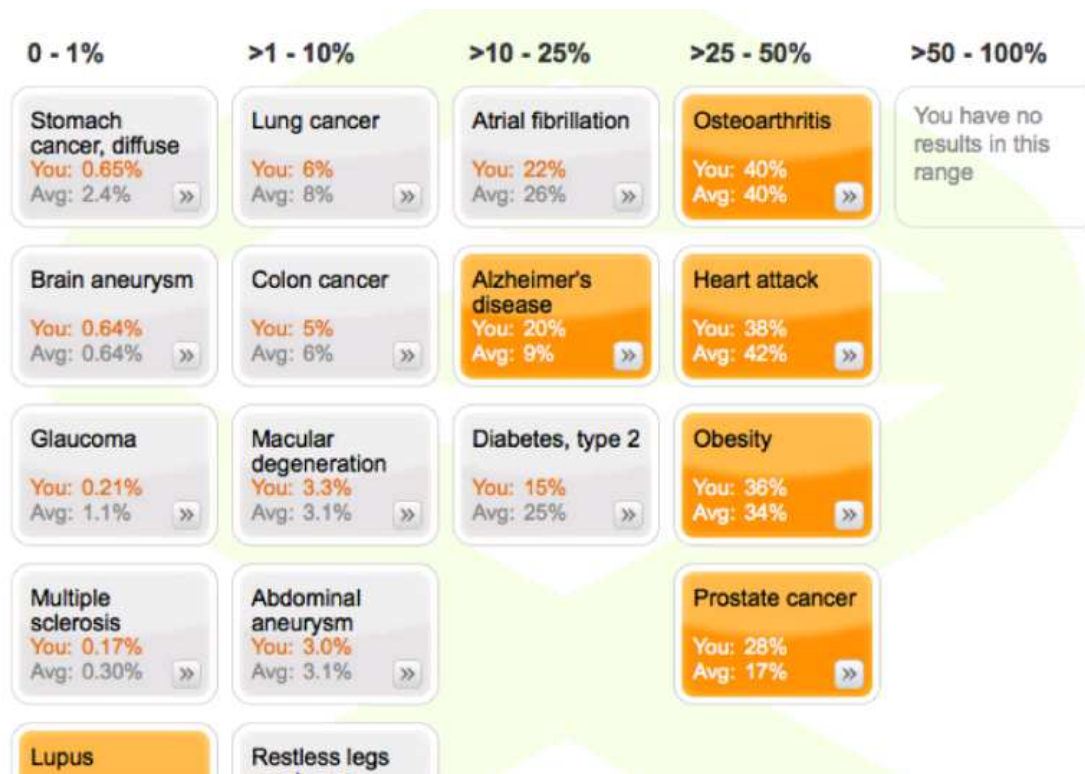 0 - 1%
>1 - 10%
>10 - 25%
>25 - 50%
>50 - 100%
Stomach
cancer, diffuse
You: 0.65%
Avg: 2.4%
Lung cancer
You: 6%
Avg: 8%
Atrial fibrillation
You: 22%
Avg: 26%
Osteoarthritis
You: 40%
Avg: 40%
You have no
results in this
range
Brain aneurysm
You: 0.64%
Avg: 0.64%
Colon cancer
You: 5%
Avg: 6%
Alzheimer's
disease
You: 20%
Avg: 9%
Heart attack
You: 38%
Avg: 42%
Glaucoma
You: 0.21%
Avg: 1.1%
Macular
degeneration
You: 3.3%
Avg: 3.1%
Diabetes, type 2
You: 15%
Avg: 25%
Obesity
You: 36%
Avg: 34%
Multiple
sclerosis
You: 0.17%
Avg: 0.30%
Abdominal
aneurysm
You: 3.0%
Avg: 3.1%
Prostate cancer
You: 28%
Avg: 17%
Lupus
Restless legs